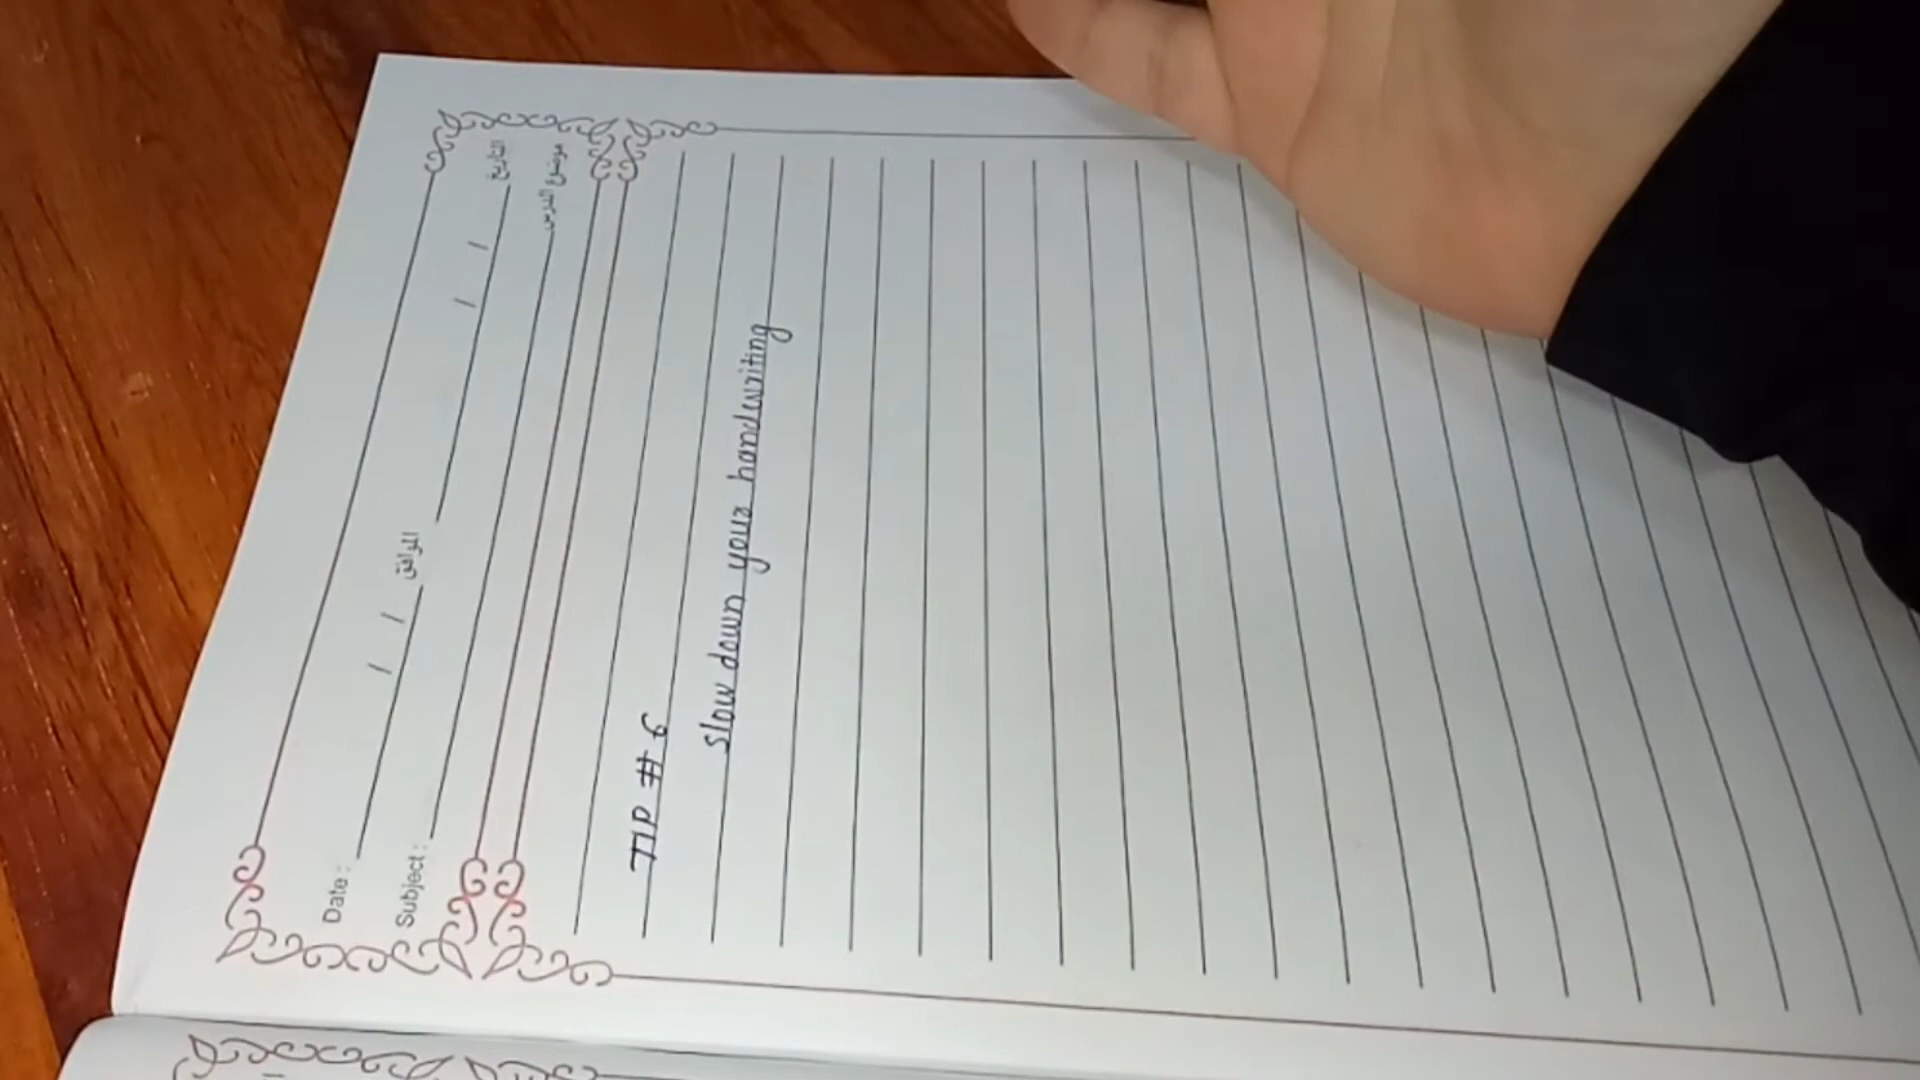 Date : / / الموافق / / التاريخ
Subject : موضوع الدرس
TIP # 6
Slow down your handwriting